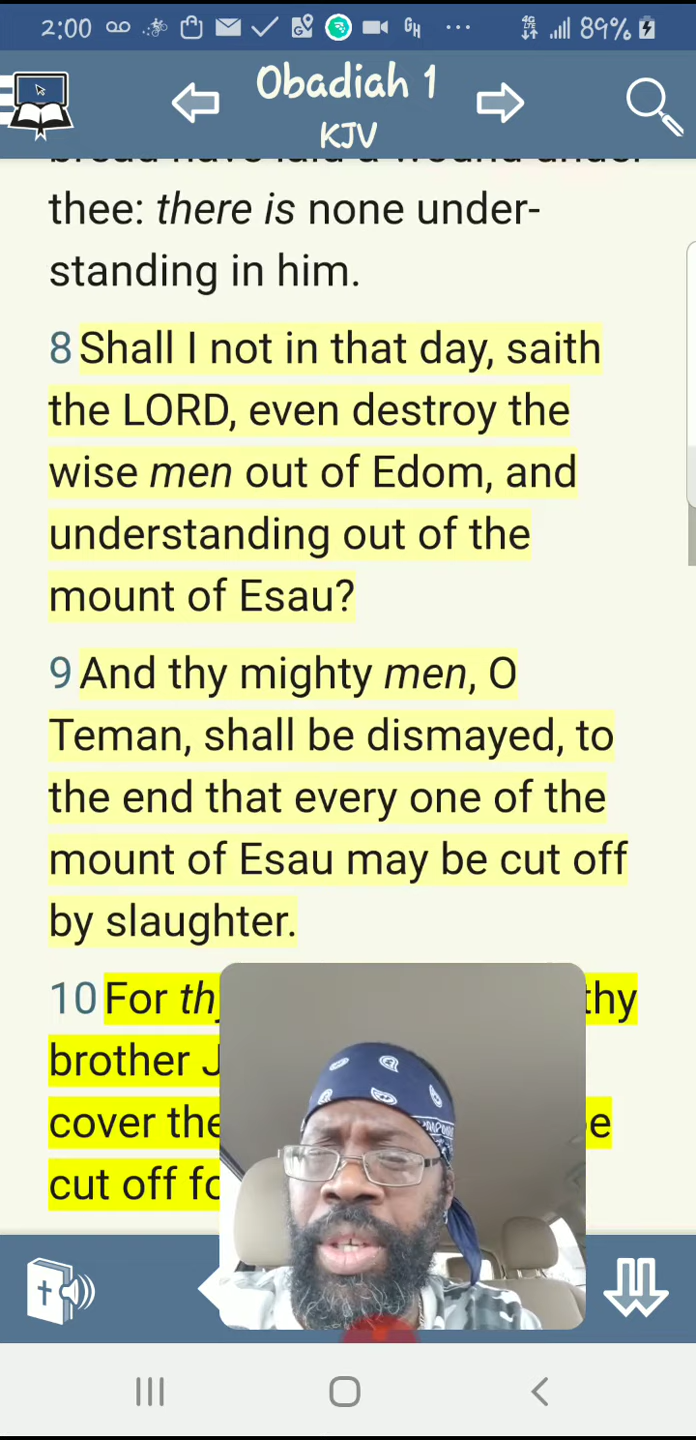 2:00
4G
89%
Obadiah 1
KJV
thee: there is none under-
standing in him.
8 Shall I not in that day, saith
the LORD, even destroy the
wise men out of Edom, and
understanding out of the
mount of Esau?
9 And thy mighty men, O
Teman, shall be dismayed, to
the end that every one of the
mount of Esau may be cut off
by slaughter.
10 For thy
brother J
cover the
cut off fo